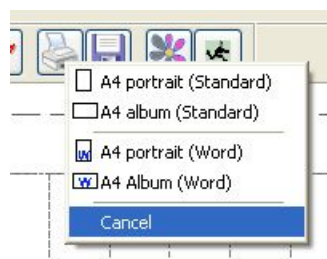 A4 portrait (Standard)
A4 album (Standard)
A4 portrait (Word)
A4 Album (Word)
Cancel